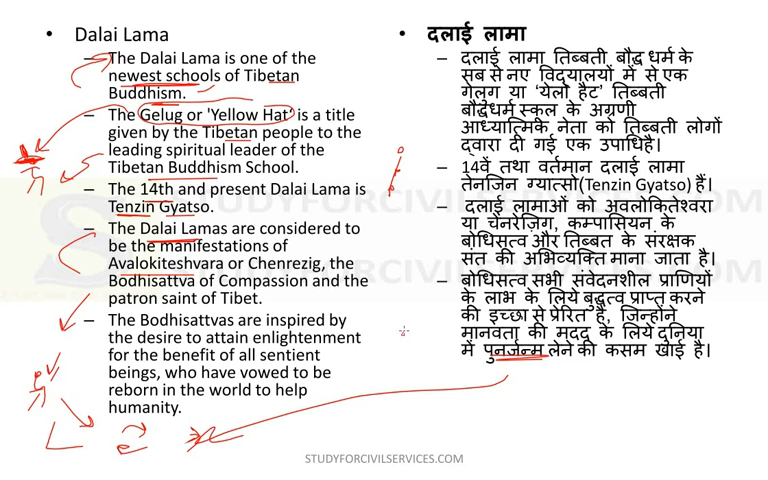 • Dalai Lama
– The Dalai Lama is one of the
newest schools of Tibetan
Buddhism.
– The Gelug or 'Yellow Hat' is a title
given by the Tibetan people to the
leading spiritual leader of the
Tibetan Buddhism School.
– The 14th and present Dalai Lama is
Tenzin Gyatso.
– The Dalai Lamas are considered to
be the manifestations of
Avalokiteshvara or Chenrezig, the
Bodhisattva of Compassion and the
patron saint of Tibet.
– The Bodhisattvas are inspired by
the desire to attain enlightenment
for the benefit of all sentient
beings, who have vowed to be
reborn in the world to help
humanity.
• दलाई लामा
– दलाई लामा तिब्बती बौद्ध धर्म के
सब से नए विद्यालयों में से एक
गेलुग या 'येलो हैट' तिब्बती
बौद्धधर्म स्कूल के अग्रणी
आध्यात्मिक नेता को तिब्बती लोगों
द्वारा दी गई एक उपाधिहै।
– 14वें तथा वर्तमान दलाई लामा
तेनजिन ग्यात्सो(Tenzin Gyatso) हैं।
– दलाई लामाओं को अवलोकितेश्वरा
या चेनरेज़िग, कम्पासियन के
बोधिसत्व और तिब्बत के संरक्षक
संत की अभिव्यक्ति माना जाता है।
– बोधिसत्व सभी संवेदनशील प्राणियों
के लाभ के लिये बुद्धत्व प्राप्त करने
की इच्छा से प्रेरित हैं, जिन्होंने
मानवता की मदद के लिये दुनिया
में पुनर्जन्म लेने की कसम खाई है।
STUDYFORCIVILSERVICES.COM
STUDYFORCIVILSERVICES.COM